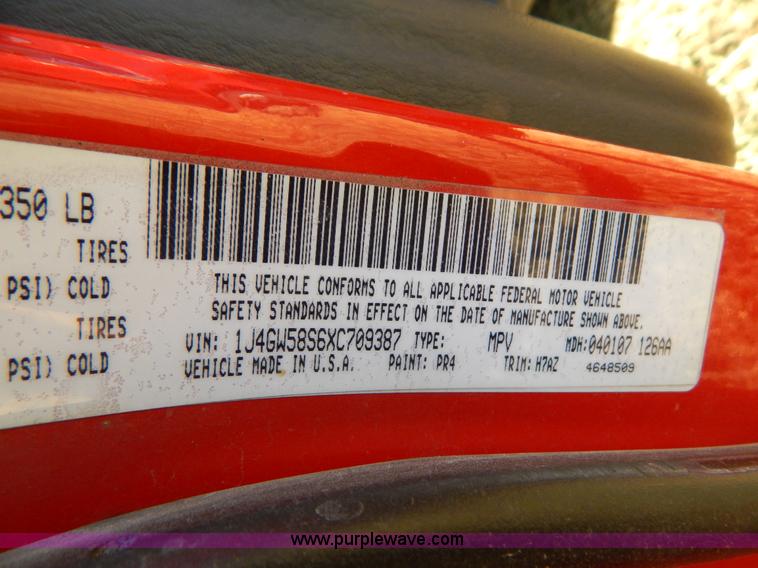 350 LB
TIRES
PSI) COLD
TIRES
PSI) COLD
THIS VEHICLE CONFORMS TO ALL APPLICABLE FEDERAL MOTOR VEHICLE
SAFETY STANDARDS IN EFFECT ON THE DATE OF MANUFACTURE SHOWN ABOVE.
VIN: 1J4GW58S6XC709387 TYPE: MPV MDH:040107 126AA
VEHICLE MADE IN U.S.A. PAINT: PR4 TRIM: H7AZ 4648509
www.purplewave.com